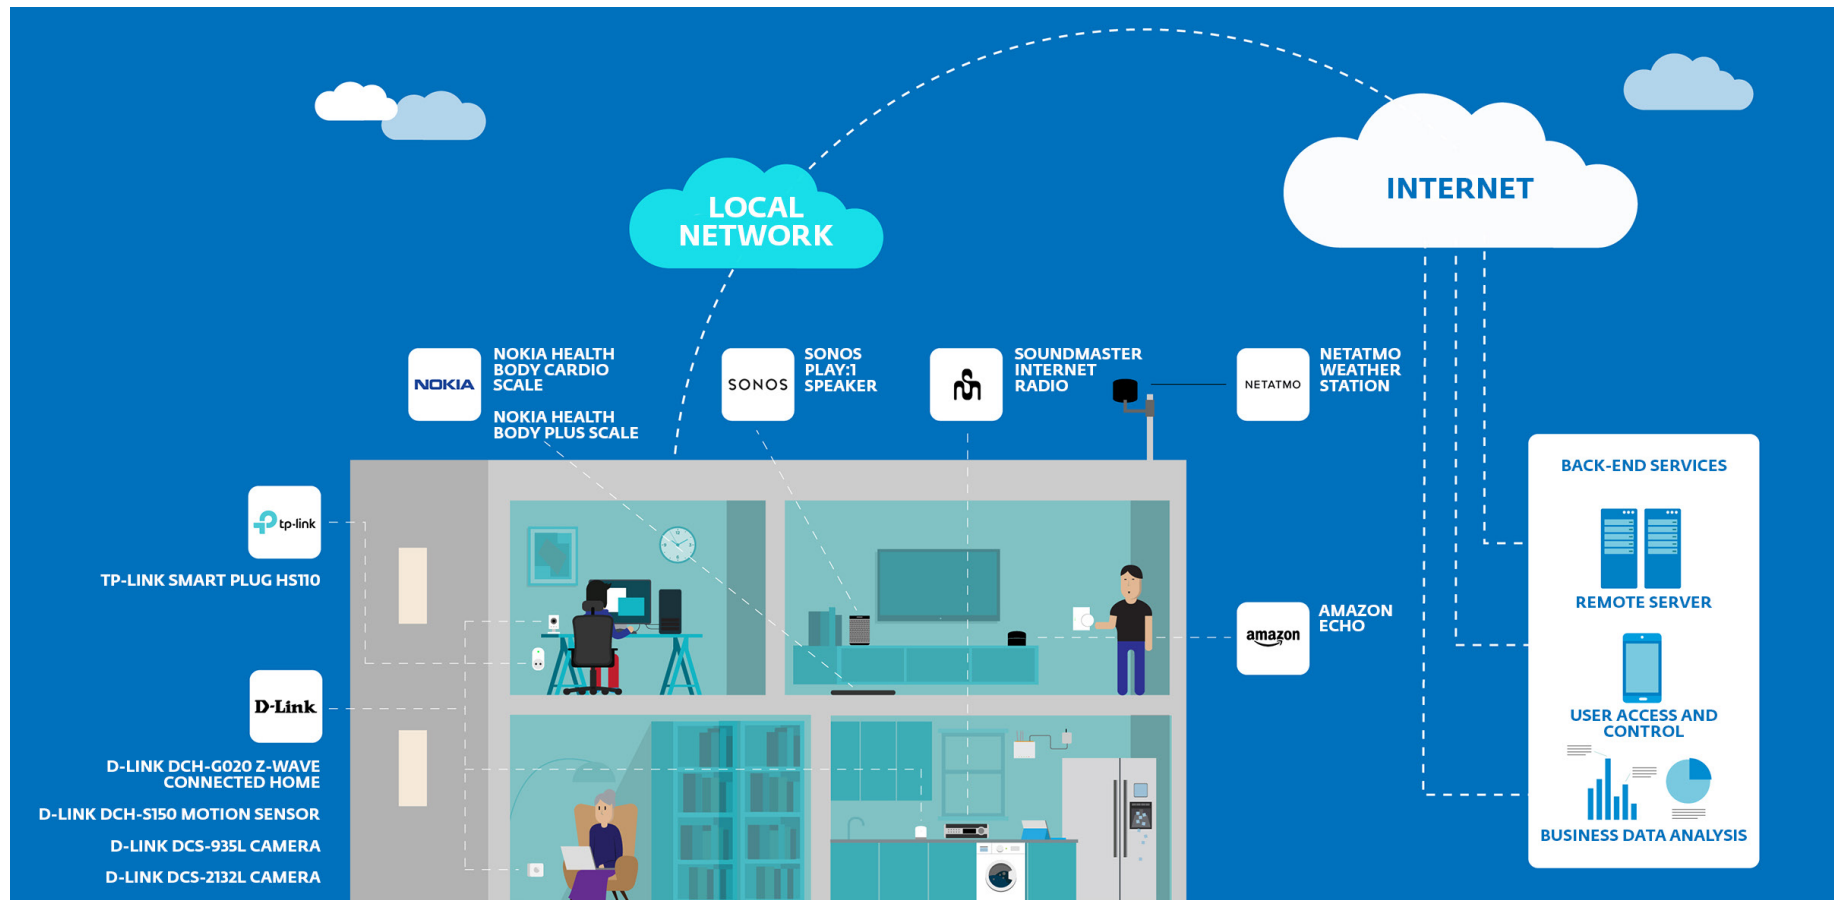 LOCAL
NETWORK
INTERNET
NOKIA
NOKIA HEALTH
BODY CARDIO
SCALE
NOKIA HEALTH
BODY PLUS SCALE
SONOS
SONOS
PLAY:1
SPEAKER
SOUNDMASTER
INTERNET
RADIO
NETATMO
NETATMO
WEATHER
STATION
tp-link
TP-LINK SMART PLUG HS110
D-Link
D-LINK DCH-G020 Z-WAVE
CONNECTED HOME
D-LINK DCH-S150 MOTION SENSOR
D-LINK DCS-935L CAMERA
D-LINK DCS-2132L CAMERA
amazon
AMAZON
ECHO
BACK-END SERVICES
REMOTE SERVER
USER ACCESS AND
CONTROL
BUSINESS DATA ANALYSIS